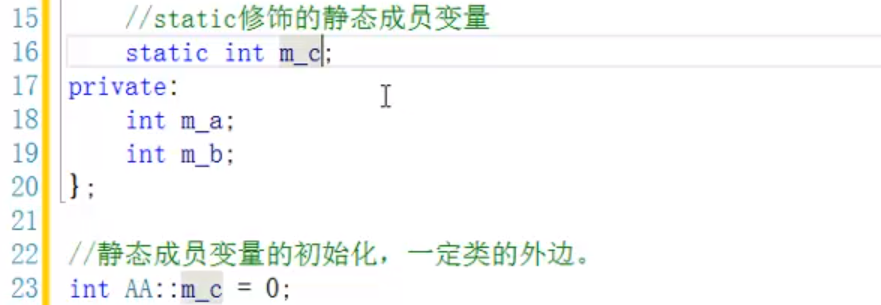 15 //static修饰的静态成员变量
16 static int m_c;
17 private:
18 int m_a;
19 int m_b;
20 };
21
22 //静态成员变量的初始化，一定类的外边。
23 int AA::m_c = 0;